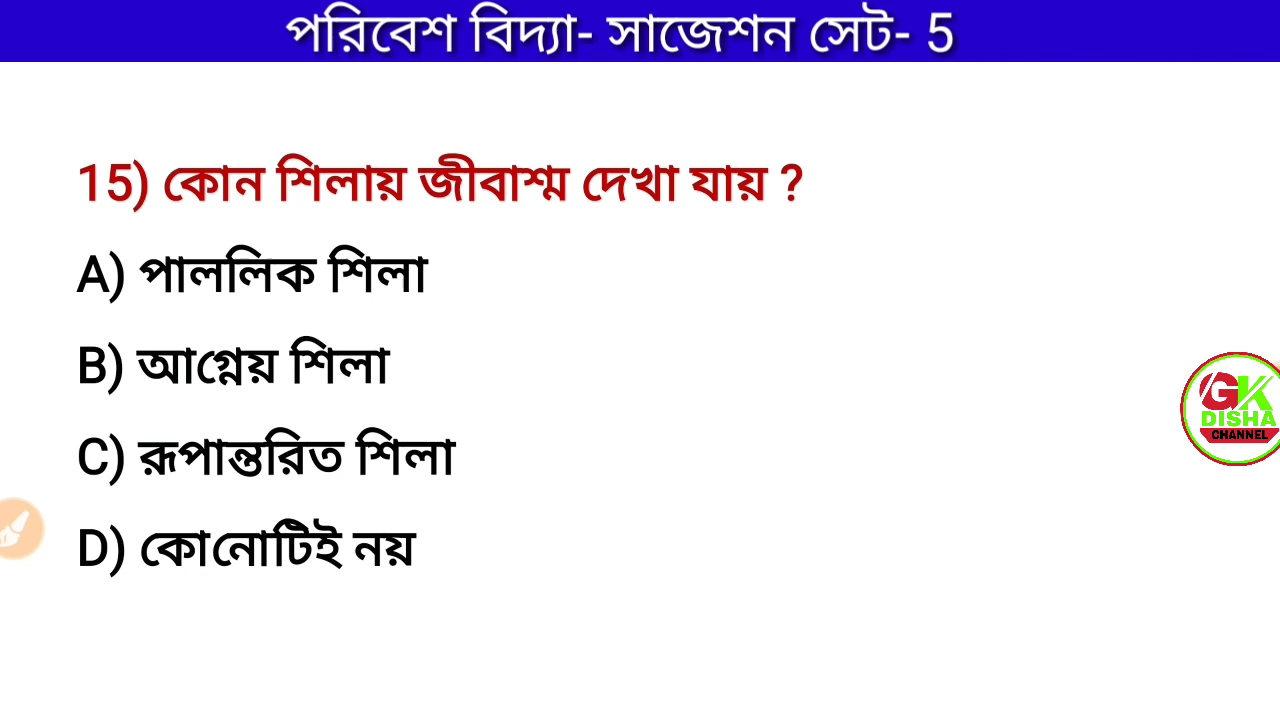 পরিবেশ বিদ্যা- সাজেশন সেট- 5
15) কোন শিলায় জীবাশ্ম দেখা যায় ?
A) পাললিক শিলা
B) আগ্নেয় শিলা
C) রূপান্তরিত শিলা
D) কোনোটিই নয়
GK
DISHA
CHANNEL